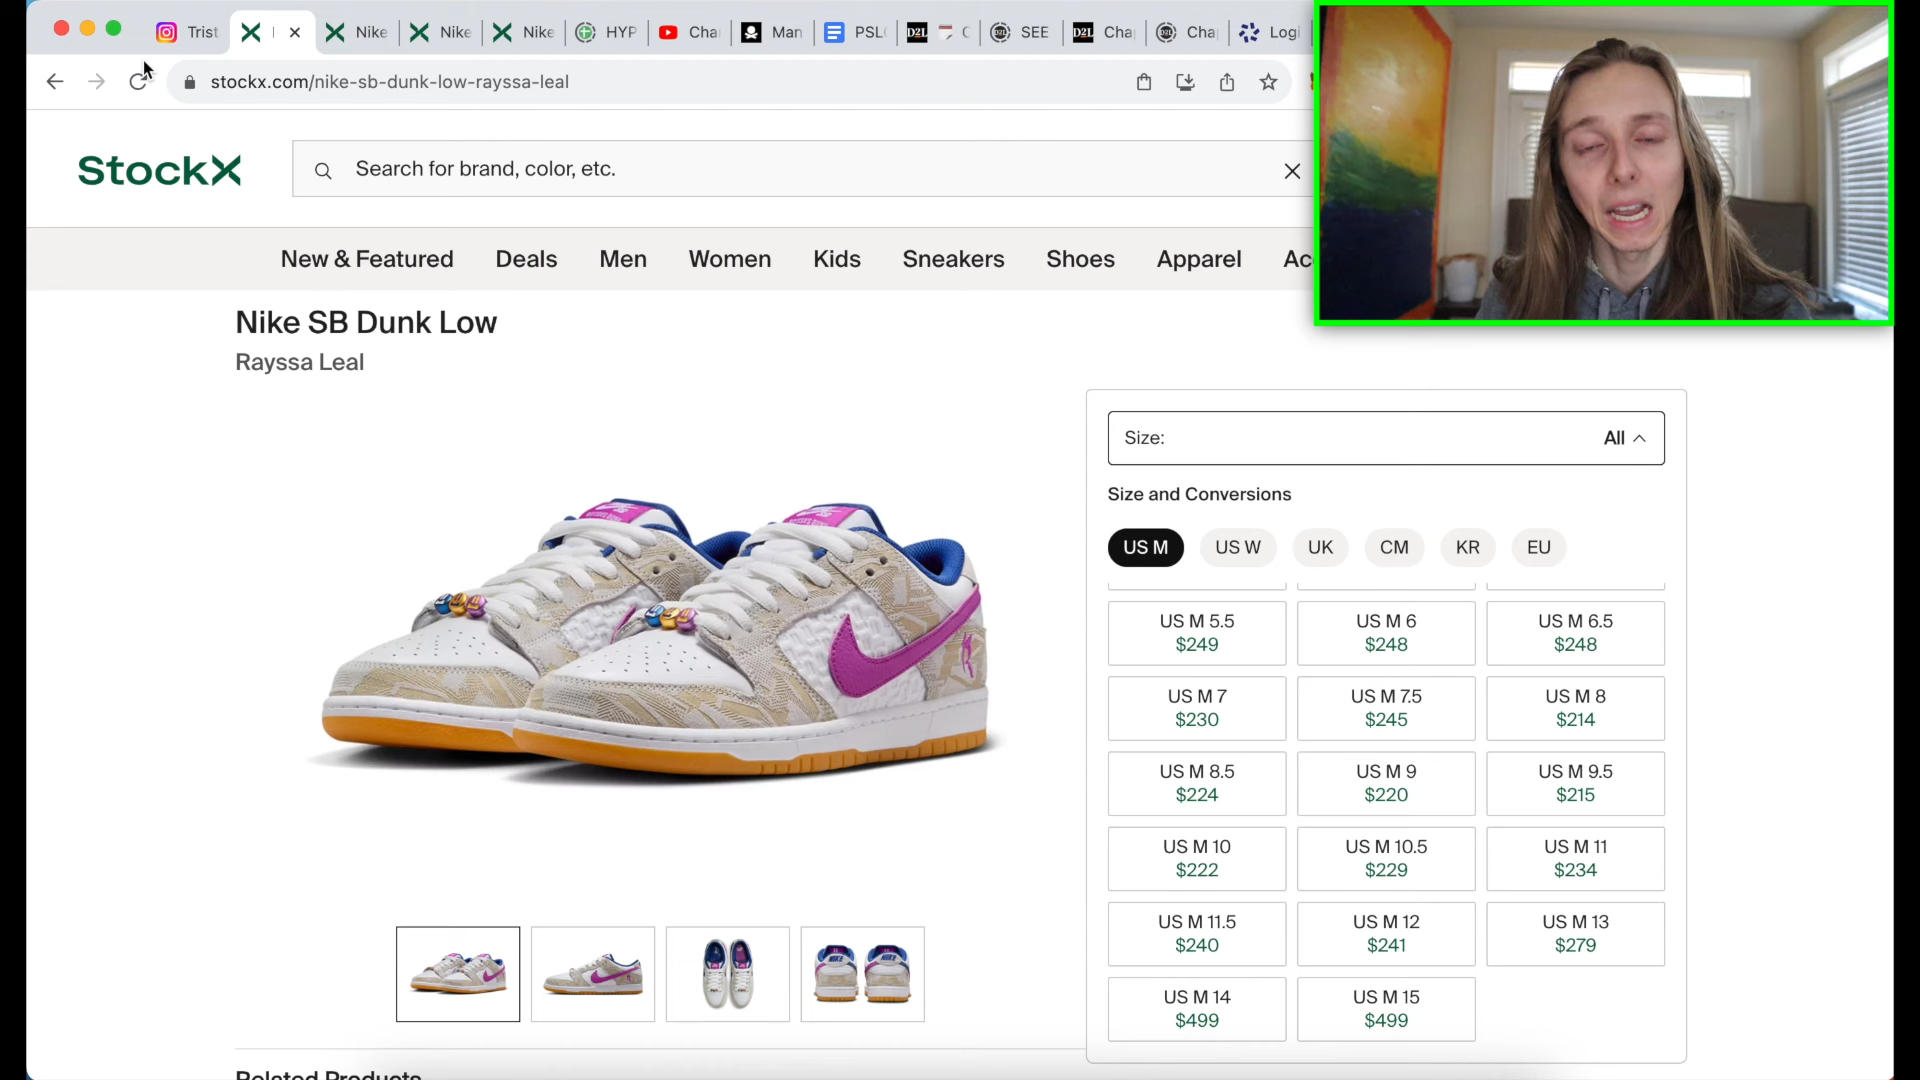 Trist
Nike
Nike
Nike
HYP
Cha
Man
PSL
D2L
C
SEE
D2L
Cha
Cha
Logi
stockx.com/nike-sb-dunk-low-rayssa-leal
StockX
Search for brand, color, etc.
New & Featured
Deals
Men
Women
Kids
Sneakers
Shoes
Apparel
Ac
Nike SB Dunk Low
Rayssa Leal
Size:
All
Size and Conversions
US M
US W
UK
CM
KR
EU
US M 5.5
$249
US M 6
$248
US M 6.5
$248
US M 7
$230
US M 7.5
$245
US M 8
$214
US M 8.5
$224
US M 9
$220
US M 9.5
$215
US M 10
$222
US M 10.5
$229
US M 11
$234
US M 11.5
$240
US M 12
$241
US M 13
$279
US M 14
$499
US M 15
$499
Related Products